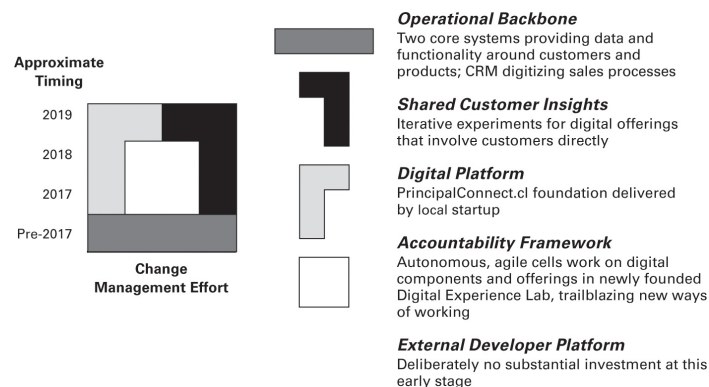 Approximate
Timing
2019
2018
2017
Pre-2017
Change
Management Effort
Operational Backbone
Two core systems providing data and
functionality around customers and
products; CRM digitizing sales processes
Shared Customer Insights
Iterative experiments for digital offerings
that involve customers directly
Digital Platform
PrincipalConnect.cl foundation delivered
by local startup
Accountability Framework
Autonomous, agile cells work on digital
components and offerings in newly founded
Digital Experience Lab, trailblazing new ways
of working
External Developer Platform
Deliberately no substantial investment at this
early stage